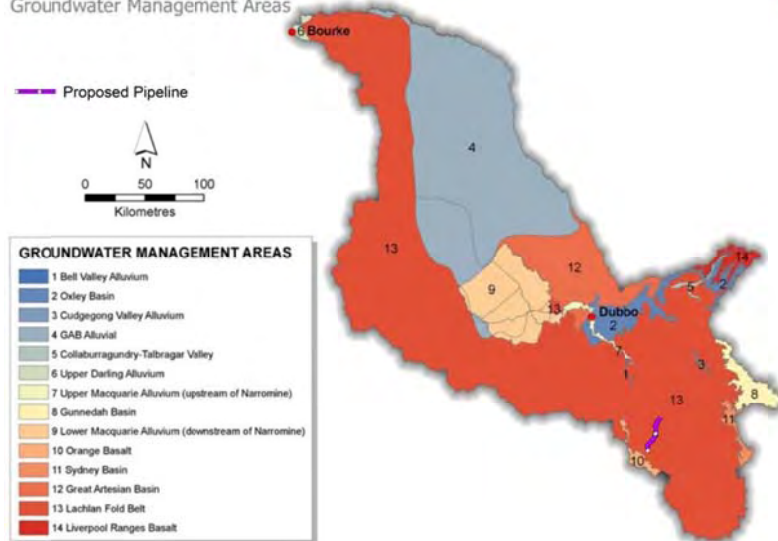 Groundwater Management Areas
6 Bourke
Proposed Pipeline
N
0 50 100
Kilometres
4
13
12
9
13
14
5
2
Dubbo
2
7
3
1
8
13
11
10
GROUNDWATER MANAGEMENT AREAS
1 Bell Valley Alluvium
2 Oxley Basin
3 Cudgegong Valley Alluvium
4 GAB Alluvial
5 Collaburragundry-Talbragar Valley
6 Upper Darling Alluvium
7 Upper Macquarie Alluvium (upstream of Narromine)
8 Gunnedah Basin
9 Lower Macquarie Alluvium (downstream of Narromine)
10 Orange Basalt
11 Sydney Basin
12 Great Artesian Basin
13 Lachlan Fold Belt
14 Liverpool Ranges Basalt